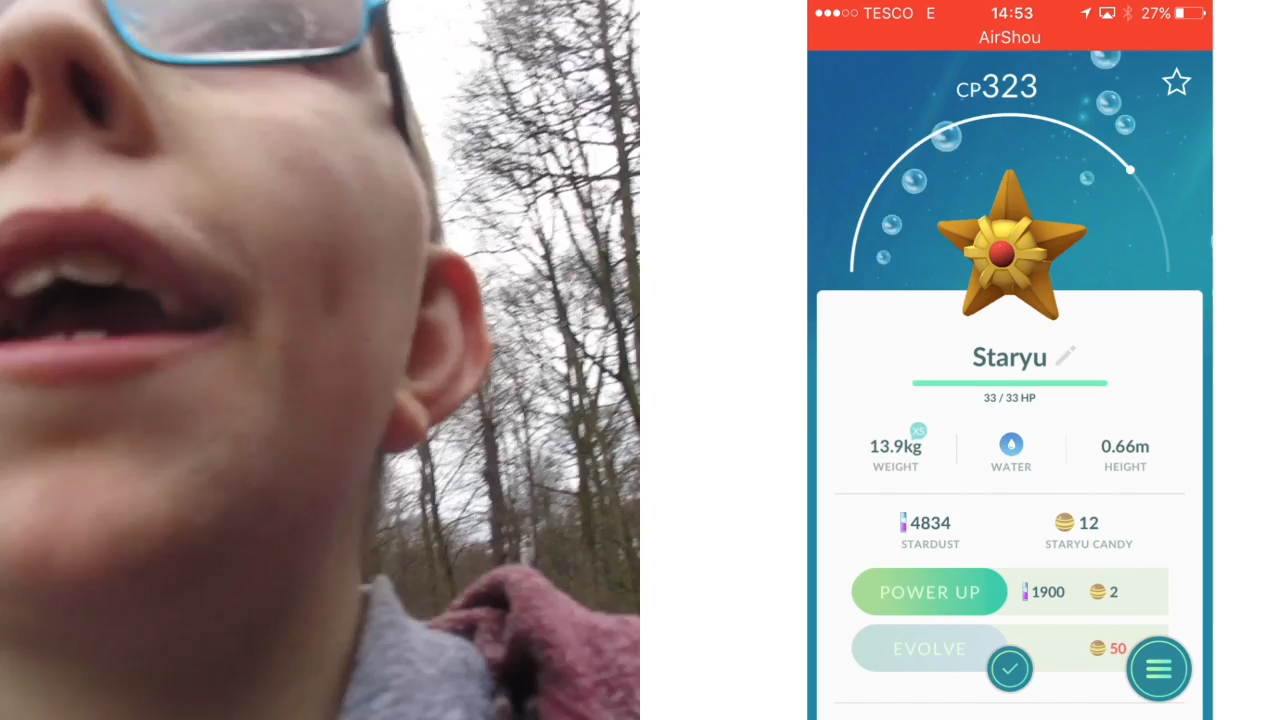 TESCO E 14:53 27%
AirShou
CP323
Staryu
33 / 33 HP
XS
13.9kg 0.66m
WEIGHT WATER HEIGHT
4834 12
STARDUST STARYU CANDY
POWER UP 1900 2
EVOLVE 50